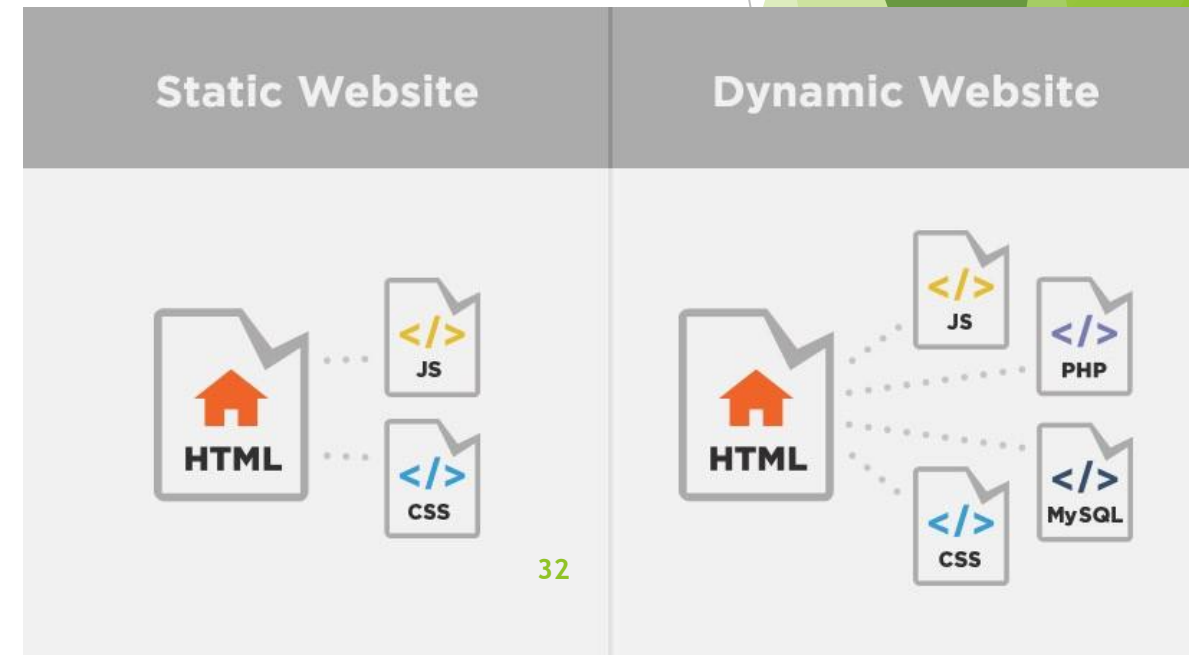 Static Website
Dynamic Website
</>
JS
HTML
</>
CSS
32
</>
JS
</>
PHP
HTML
</>
MySQL
</>
CSS